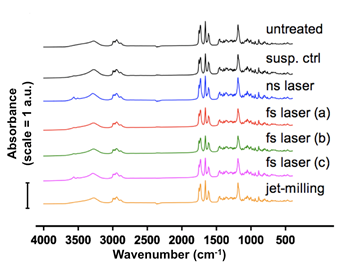 untreated
susp. ctrl
ns laser
fs laser (a)
fs laser (b)
fs laser (c)
jet-milling
Absorbance
(scale = 1 a.u.)
4000 3500 3000 2500 2000 1500 1000 500
Wavenumber (cm⁻¹)